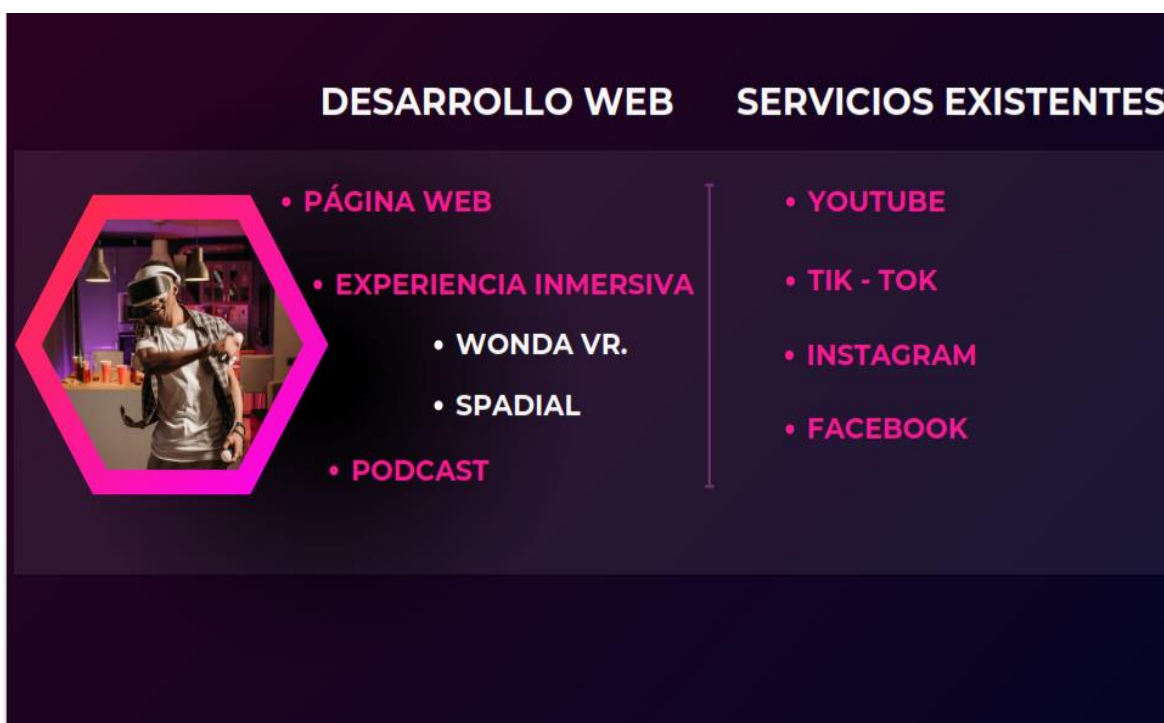 DESARROLLO WEB
• PÁGINA WEB
• EXPERIENCIA INMERSIVA
• WONDA VR.
• SPADIAL
• PODCAST
SERVICIOS EXISTENTES
• YOUTUBE
• TIK - TOK
• INSTAGRAM
• FACEBOOK